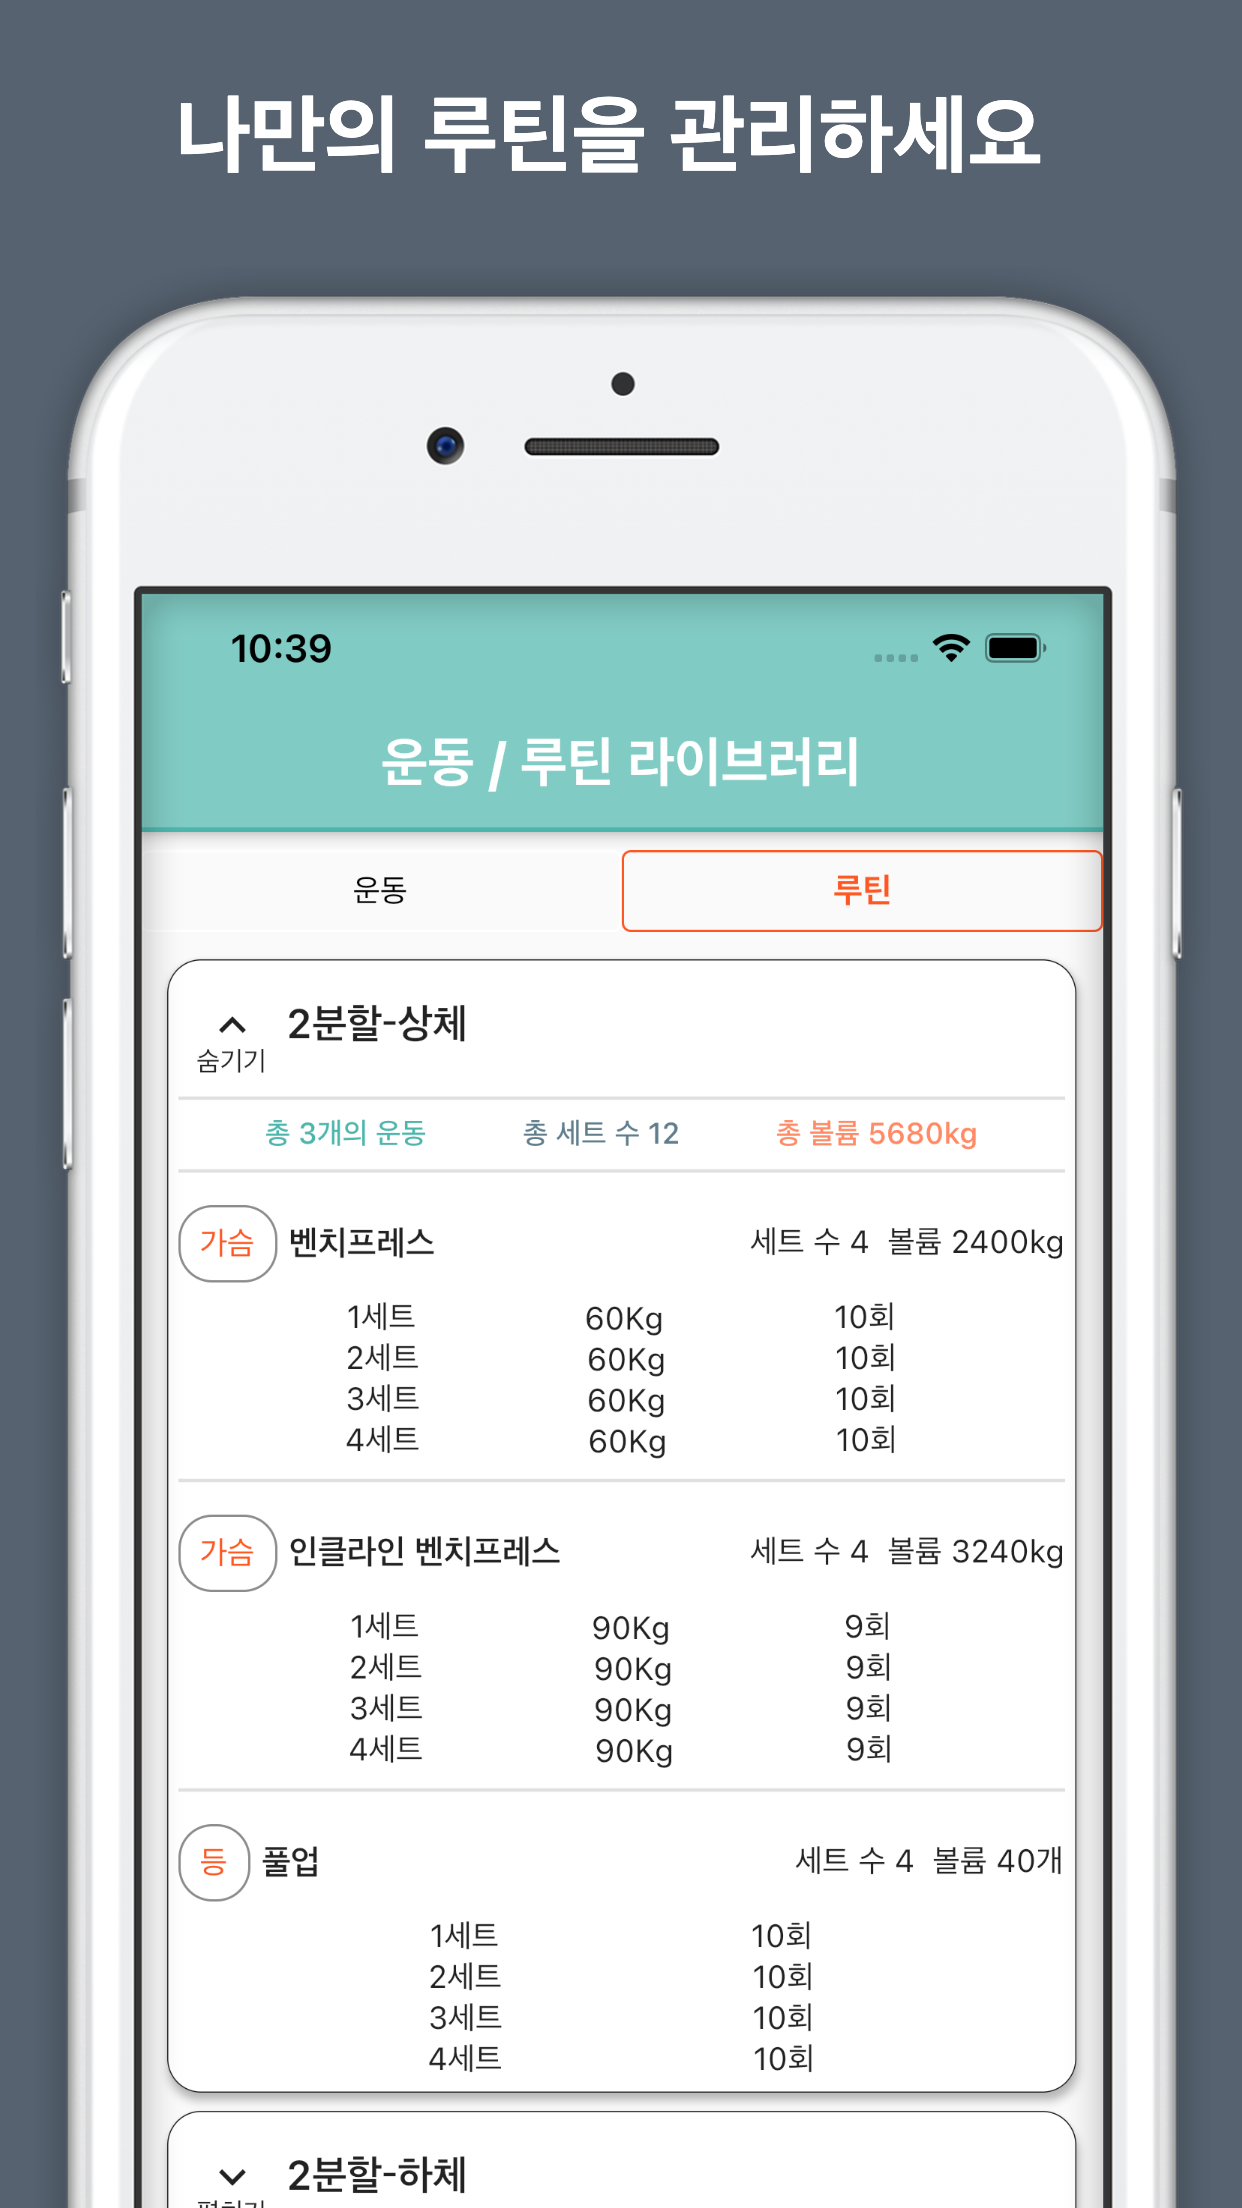 나만의 루틴을 관리하세요
10:39
운동 / 루틴 라이브러리
운동 루틴
2분할-상체
숨기기
총 3개의 운동 총 세트 수 12 총 볼륨 5680kg
가슴 벤치프레스 세트 수 4 볼륨 2400kg
1세트 60Kg 10회
2세트 60Kg 10회
3세트 60Kg 10회
4세트 60Kg 10회
가슴 인클라인 벤치프레스 세트 수 4 볼륨 3240kg
1세트 90Kg 9회
2세트 90Kg 9회
3세트 90Kg 9회
4세트 90Kg 9회
등 풀업 세트 수 4 볼륨 40개
1세트 10회
2세트 10회
3세트 10회
4세트 10회
2분할-하체